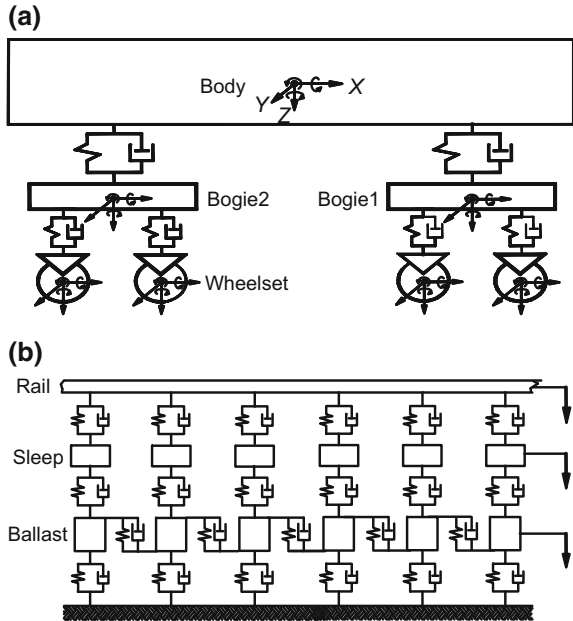 (a)
Body
X
Y
Z
Bogie2
Bogie1
Wheelset
(b)
Rail
Sleep
Ballast